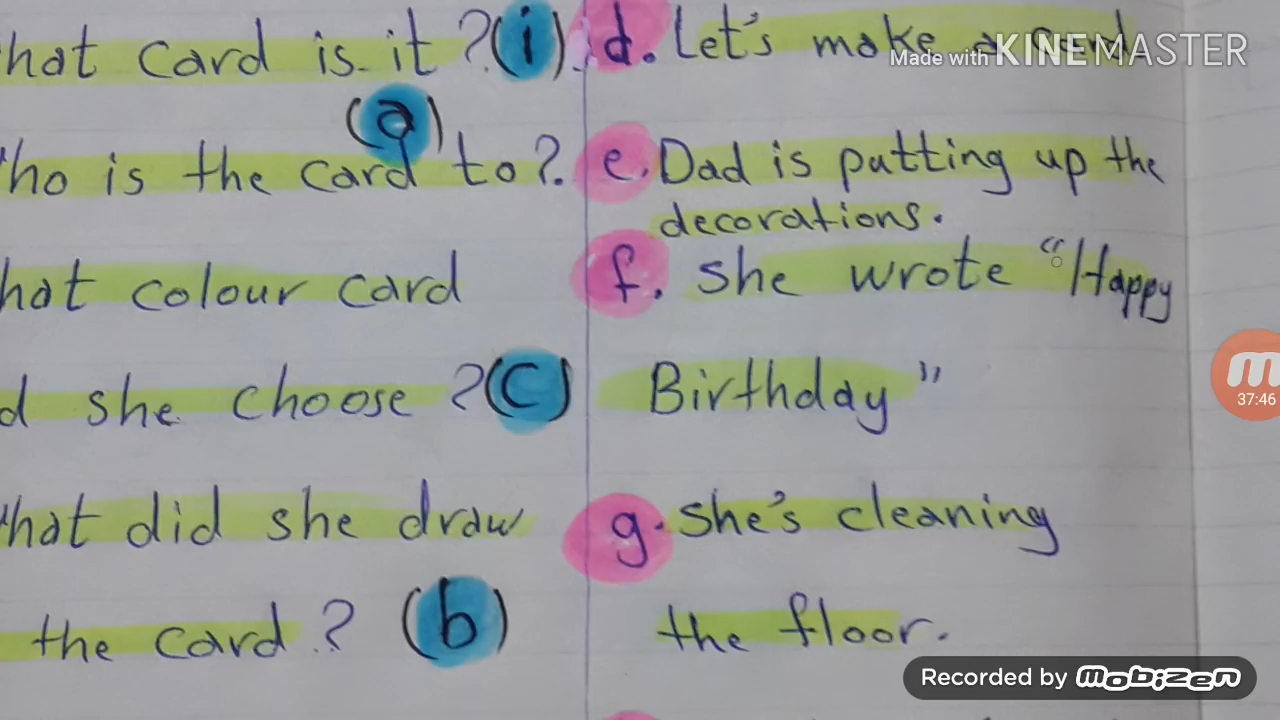 hat card is it ? (i)
(a)
ho is the card to ?
hat colour card
d she choose ? (c)
hat did she draw
the card ? (b)
d. Let's make a card
e. Dad is putting up the
decorations.
f. she wrote "Happy
Birthday"
g. she's cleaning
the floor.
Made with KINEMASTER
37:46
Recorded by mobizen